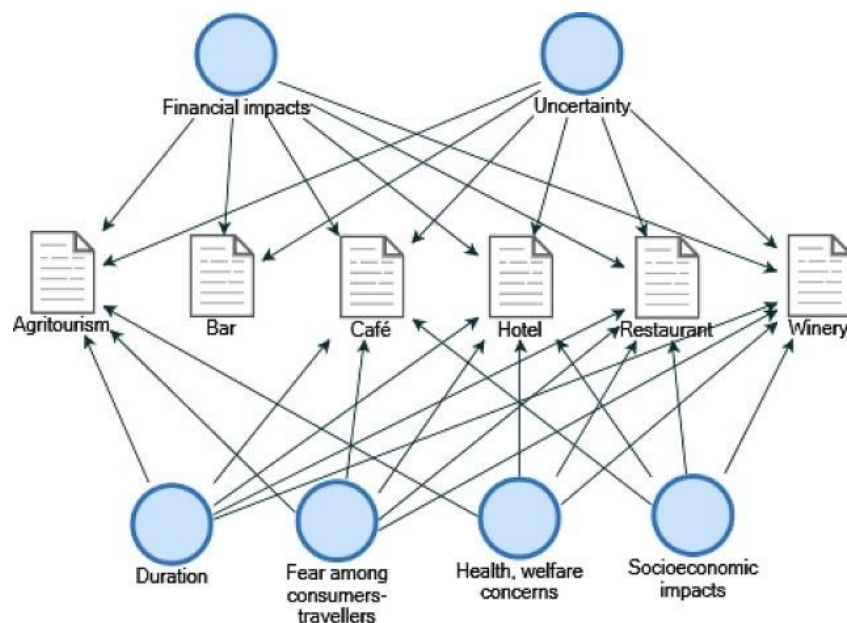 Financial impacts
Uncertainty
Agritourism
Bar
Café
Hotel
Restaurant
Winery
Duration
Fear among
consumers-
travellers
Health, welfare
concerns
Socioeconomic
impacts